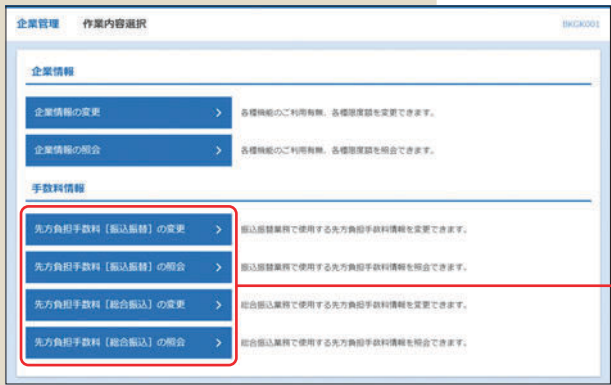 企業管理 作業内容選択 BKGK001
企業情報
企業情報の変更 各種機能のご利用有無、各種限度額を変更できます。
企業情報の照会 各種機能のご利用有無、各種限度額を照会できます。
手数料情報
先方負担手数料［振込振替］の変更 振込振替業務で使用する先方負担手数料情報を変更できます。
先方負担手数料［振込振替］の照会 振込振替業務で使用する先方負担手数料情報を照会できます。
先方負担手数料［総合振込］の変更 総合振込業務で使用する先方負担手数料情報を変更できます。
先方負担手数料［総合振込］の照会 総合振込業務で使用する先方負担手数料情報を照会できます。